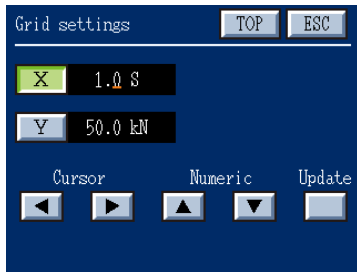 Grid settings TOP ESC
X 1.0 S
Y 50.0 kN
Cursor Numeric Update